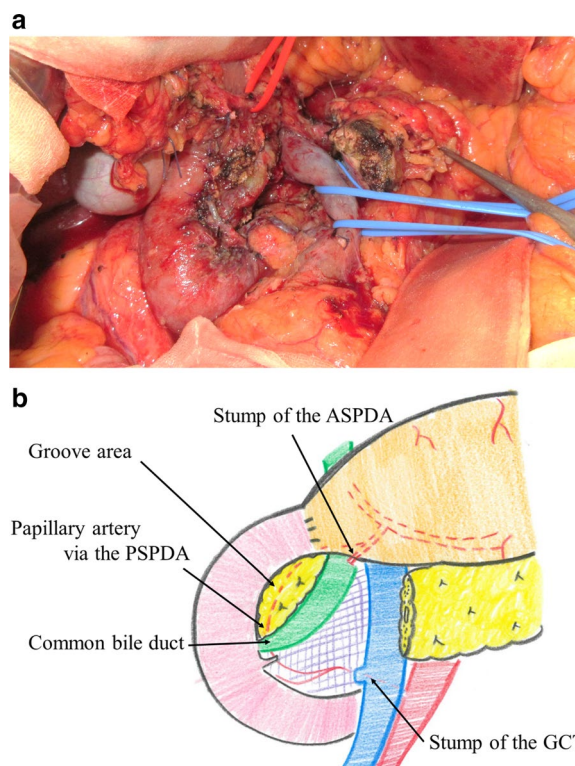 a
b
Stump of the ASPDA
Groove area
Papillary artery
via the PSPDA
Common bile duct
Stump of the GC